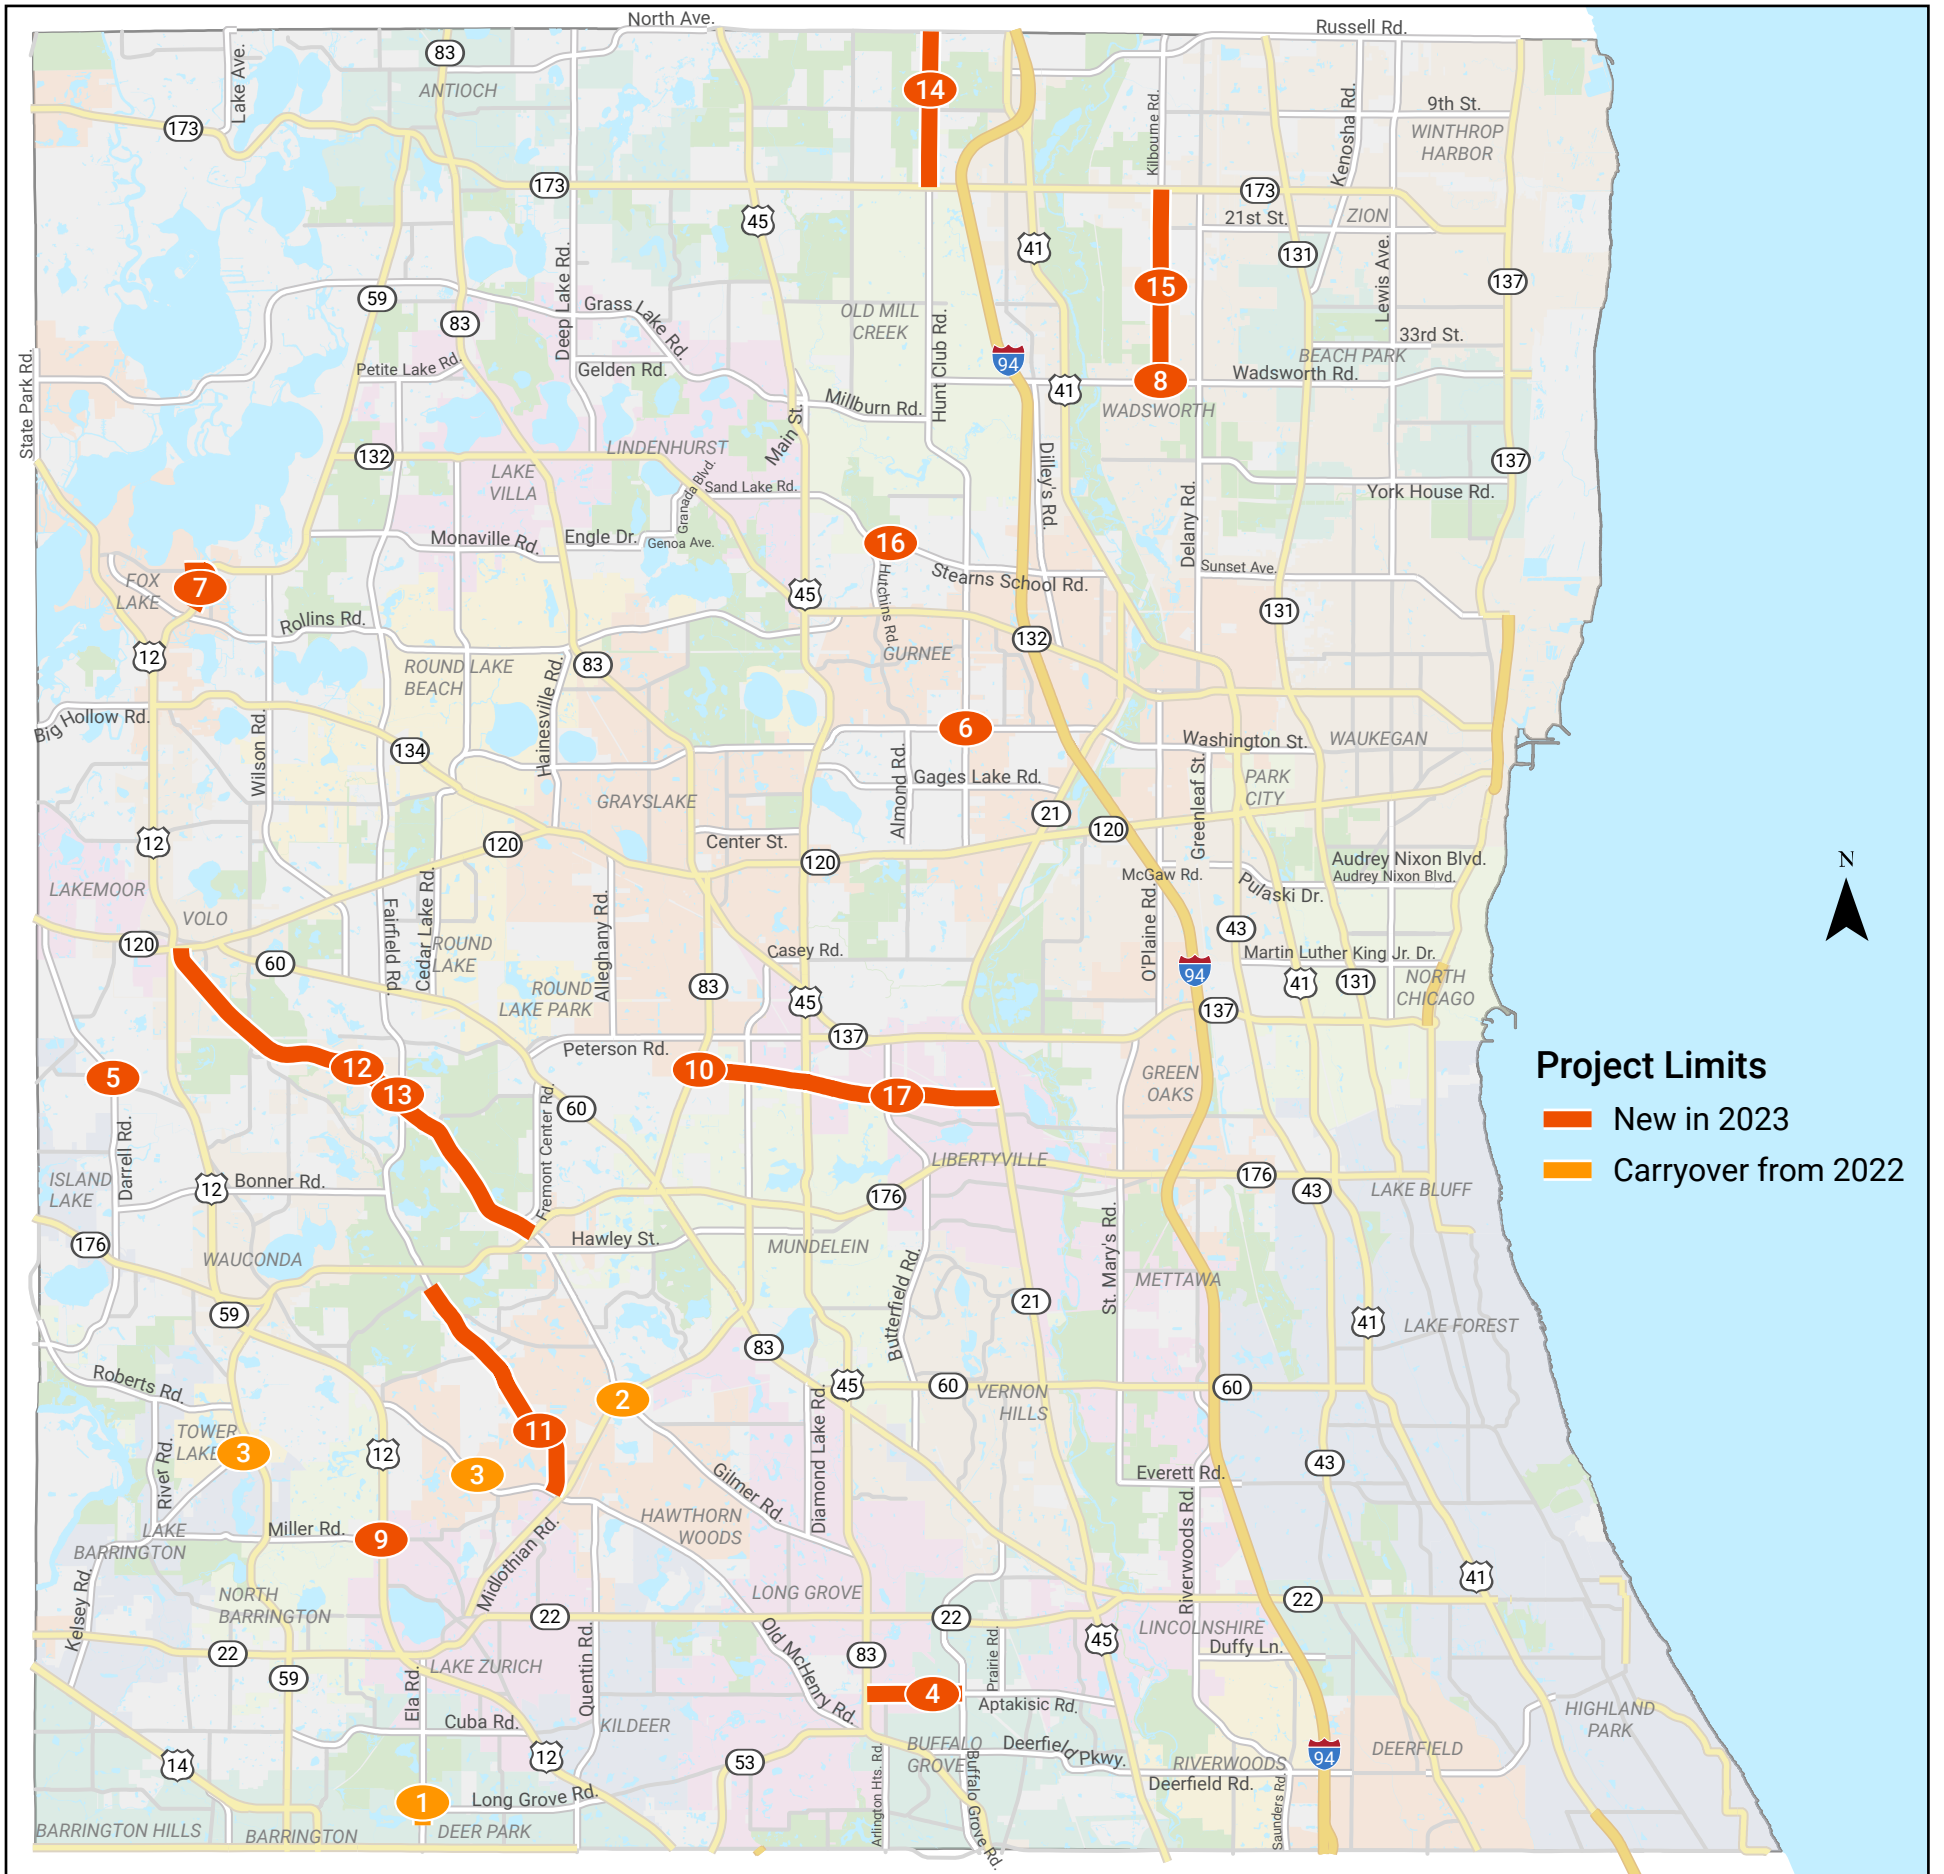 North Ave.
Russell Rd.
83
Lake Ave.
ANTIOCH
14
Kilbourne Rd.
Kenosha Rd.
9th St.
WINTHROP
HARBOR
173
173
173
45
41
21st St.
ZION
131
Lewis Ave.
137
Deep Lake Rd.
59
83
Grass Lake Rd.
OLD MILL
CREEK
Hunt Club Rd.
15
33rd St.
BEACH PARK
94
State Park Rd.
Petite Lake Rd.
Gelden Rd.
8
Wadsworth Rd.
41
Millburn Rd.
WADSWORTH
Main St.
LINDENHURST
132
LAKE
VILLA
Granada Blvd.
Sand Lake Rd.
Dilley's Rd.
137
York House Rd.
Delany Rd.
Monaville Rd.
Engle Dr.
Genoa Ave.
16
Stearns School Rd.
Sunset Ave.
FOX
LAKE
7
45
Hutchins Rd.
131
Rollins Rd.
132
GURNEE
12
ROUND LAKE
BEACH
83
Hainesville Rd.
Big Hollow Rd.
Wilson Rd.
134
6
Washington St.
WAUKEGAN
Almond Rd.
Gages Lake Rd.
Greenleaf St.
PARK
CITY
GRAYSLAKE
21
120
12
120
Center St.
120
Audrey Nixon Blvd.
Audrey Nixon Blvd.
McGaw Rd.
Pulaski Dr.
N
LAKEMOOR
VOLO
Fairfield Rd.
Cedar Lake Rd.
Alleghany Rd.
O'Plaine Rd.
43
120
60
ROUND
LAKE
Casey Rd.
Martin Luther King Jr. Dr.
94
41
131
NORTH
CHICAGO
ROUND
LAKE PARK
83
45
137
137
Peterson Rd.
Project Limits
5
12
13
10
17
GREEN
OAKS
New in 2023
60
Fremont Center Rd.
Darrell Rd.
LIBERTYVILLE
Carryover from 2022
ISLAND
LAKE
12
Bonner Rd.
176
176
43
LAKE BLUFF
176
WAUCONDA
Hawley St.
MUNDELEIN
Butterfield Rd.
St. Mary's Rd.
METTAWA
59
21
41
LAKE FOREST
83
Roberts Rd.
45
60
VERNON
HILLS
60
2
Diamond Lake Rd.
TOWER
LAKE
3
River Rd.
12
3
11
Gilmer Rd.
43
Everett Rd.
HAWTHORN
WOODS
Riverwoods Rd.
LAKE
BARRINGTON
Miller Rd.
9
Midlothian Rd.
Kelsey Rd.
NORTH
BARRINGTON
LONG GROVE
41
22
22
22
LINCOLNSHIRE
Duffy Ln.
22
59
LAKE ZURICH
Ela Rd.
Quentin Rd.
Old McHenry Rd.
83
Prairie Rd.
45
4
Aptakisic Rd.
Cuba Rd.
KILDEER
HIGHLAND
PARK
14
12
53
BUFFALO
GROVE
Deerfield Pkwy.
RIVERWOODS
Deerfield Rd.
94
DEERFIELD
1
Long Grove Rd.
Arlington Hts. Rd.
Buffalo Grove Rd.
Saunders Rd.
BARRINGTON HILLS
BARRINGTON
DEER PARK